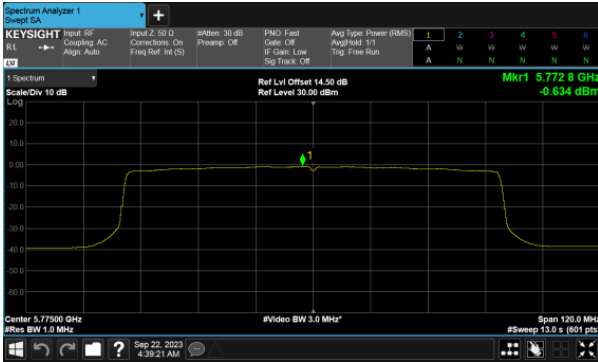 Spectrum Analyzer 1
Swept SA
+
KEYSIGHT Input: RF Input Z: 50 Ω #Atten: 30 dB PNO: Fast Avg Type: Power (RMS) 1 2 3 4 5 6
RL Coupling: AC Corrections: On Preamp: Off Gate: Off Avg|Hold: 1/1 A W W W W W
Align: Auto Freq Ref: Int (S) IF Gain: Low Trig: Free Run
LXI Sig Track: Off A N N N N N
1 Spectrum Ref Lvl Offset 14.50 dB Mkr1 5.772 8 GHz
Scale/Div 10 dB Ref Level 30.00 dBm -0.634 dBm
Log
20.0
10.0
0.00
1
-10.0
-20.0
-30.0
-40.0
-50.0
-60.0
Center 5.77500 GHz #Video BW 3.0 MHz* Span 120.0 MHz
#Res BW 1.0 MHz #Sweep 13.0 s (601 pts)
? Sep 22, 2023
4:39:21 AM